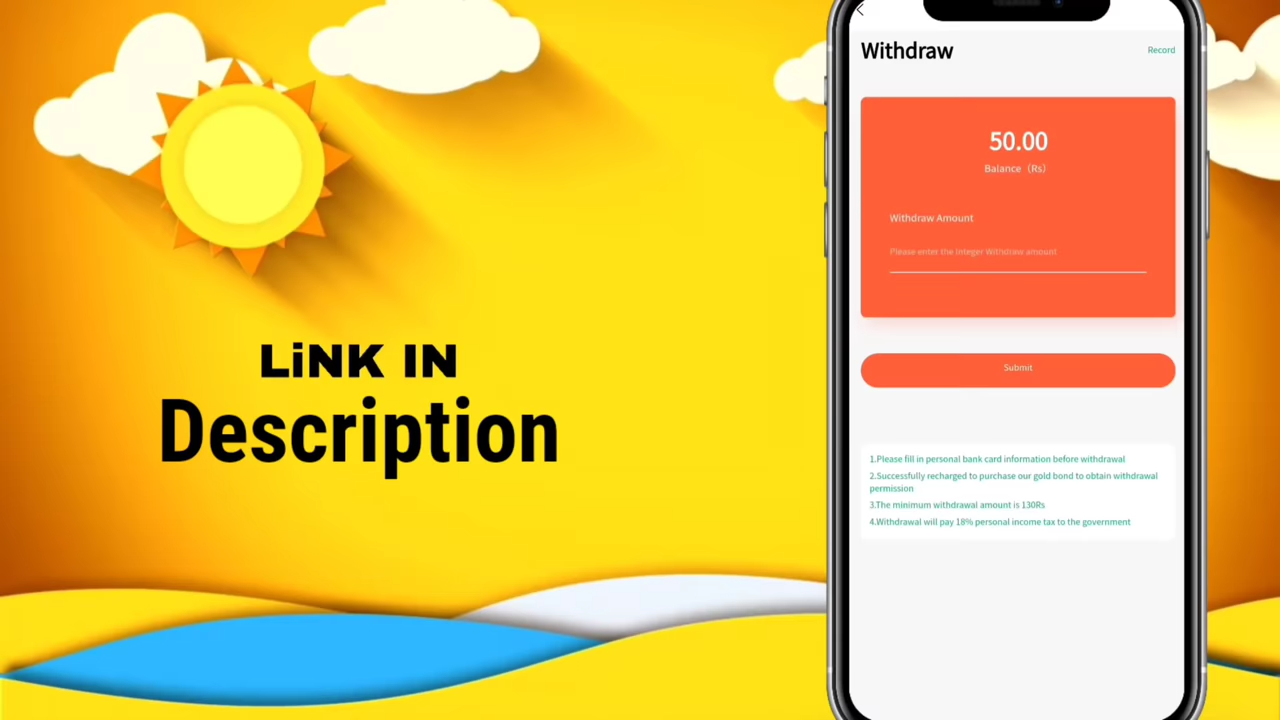 LiNK IN
Description
Withdraw
Record
50.00
Balance（Rs）
Withdraw Amount
Please enter the Integer Withdraw amount
Submit
1.Please fill in personal bank card information before withdrawal
2.Successfully recharged to purchase our gold bond to obtain withdrawal
permission
3.The minimum withdrawal amount is 130Rs
4.Withdrawal will pay 18% personal income tax to the government